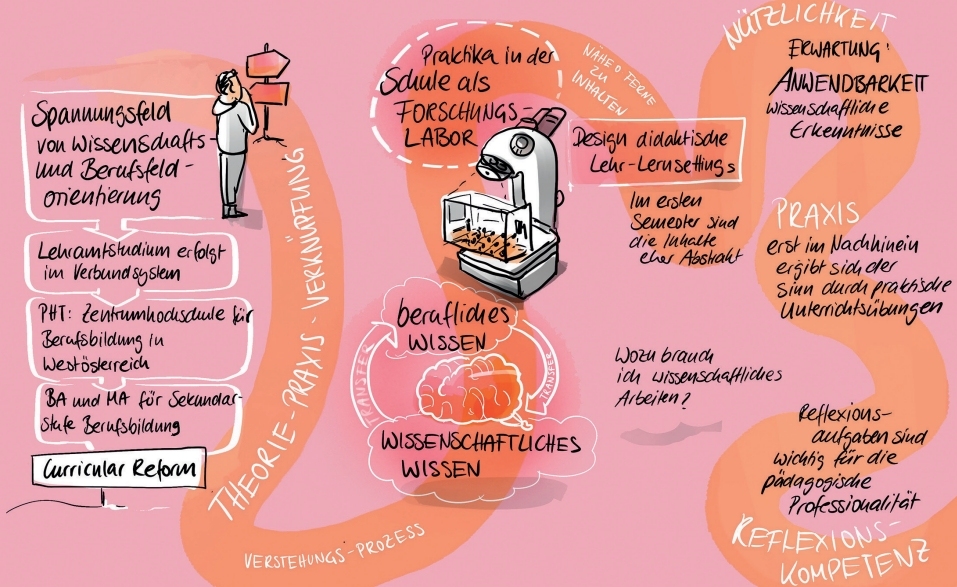 Spannungsfeld
von Wissenschafts-
und Berufsfeld-
orientierung
Lehramtstudium erfolgt
im Verbundsystem
PHT: Zentrumhochschule für
Berufsbildung in
Westösterreich
BA und MA für Sekundar-
stufe Berufsbildung
Curricular Reform
THEORIE-PRAXIS-VERKNÜPFUNG
VERSTEHUNGS-PROZESS
Praktika in der
Schule als
FORSCHUNGS-
LABOR
NÄHE O FERNE
ZU
INHALTEN
Design didaktische
Lehr-Lernsettings
Im ersten
Semester sind
die Inhalte
eher Abstrakt
berufliches
WISSEN
TRANSFER
TRANSFER
WISSENSCHAFTLICHES
WISSEN
Wozu brauch
ich wissenschaftliches
Arbeiten?
NÜTZLICHKEIT
ERWARTUNG:
ANWENDBARKEIT
wissenschaftliche
Erkenntnisse
PRAXIS
erst im Nachhinein
ergibt sich der
Sinn durch praktische
Unterrichtsübungen
Reflexions-
aufgaben sind
wichtig für die
pädagogische
Professionalität
REFLEXIONS-
KOMPETENZ